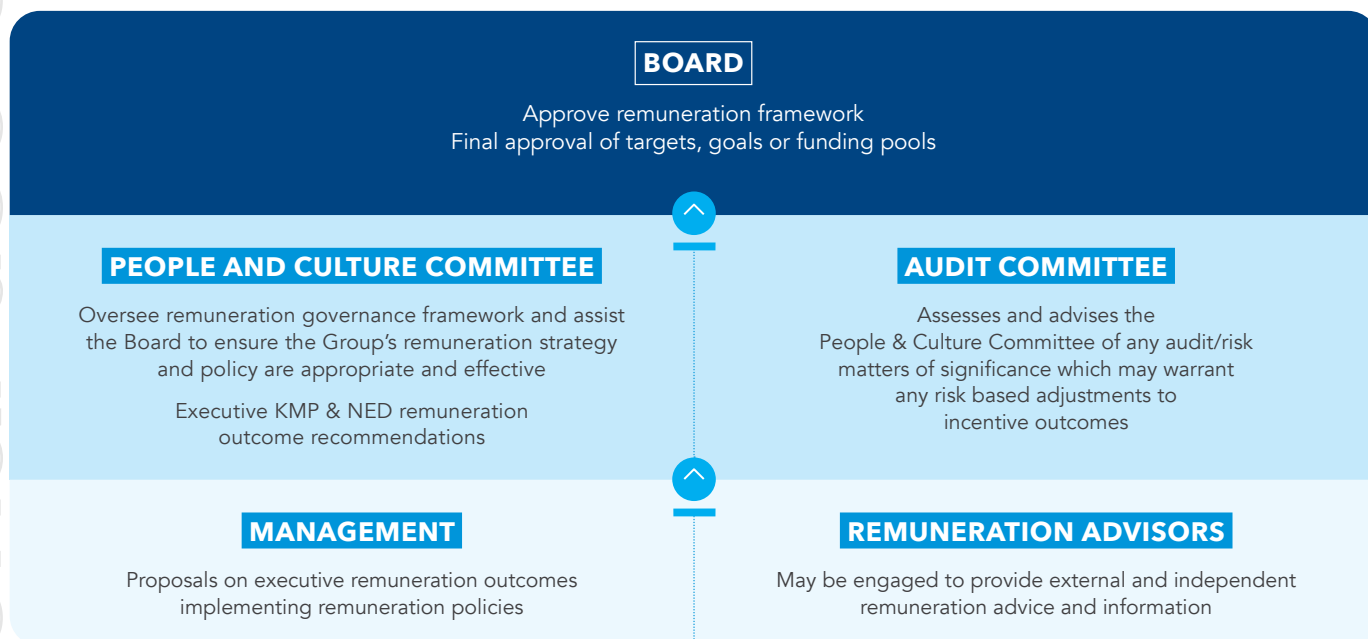 BOARD
Approve remuneration framework
Final approval of targets, goals or funding pools
PEOPLE AND CULTURE COMMITTEE
Oversee remuneration governance framework and assist
the Board to ensure the Group’s remuneration strategy
and policy are appropriate and effective
Executive KMP & NED remuneration
outcome recommendations
AUDIT COMMITTEE
Assesses and advises the
People & Culture Committee of any audit/risk
matters of significance which may warrant
any risk based adjustments to
incentive outcomes
MANAGEMENT
Proposals on executive remuneration outcomes
implementing remuneration policies
REMUNERATION ADVISORS
May be engaged to provide external and independent
remuneration advice and information